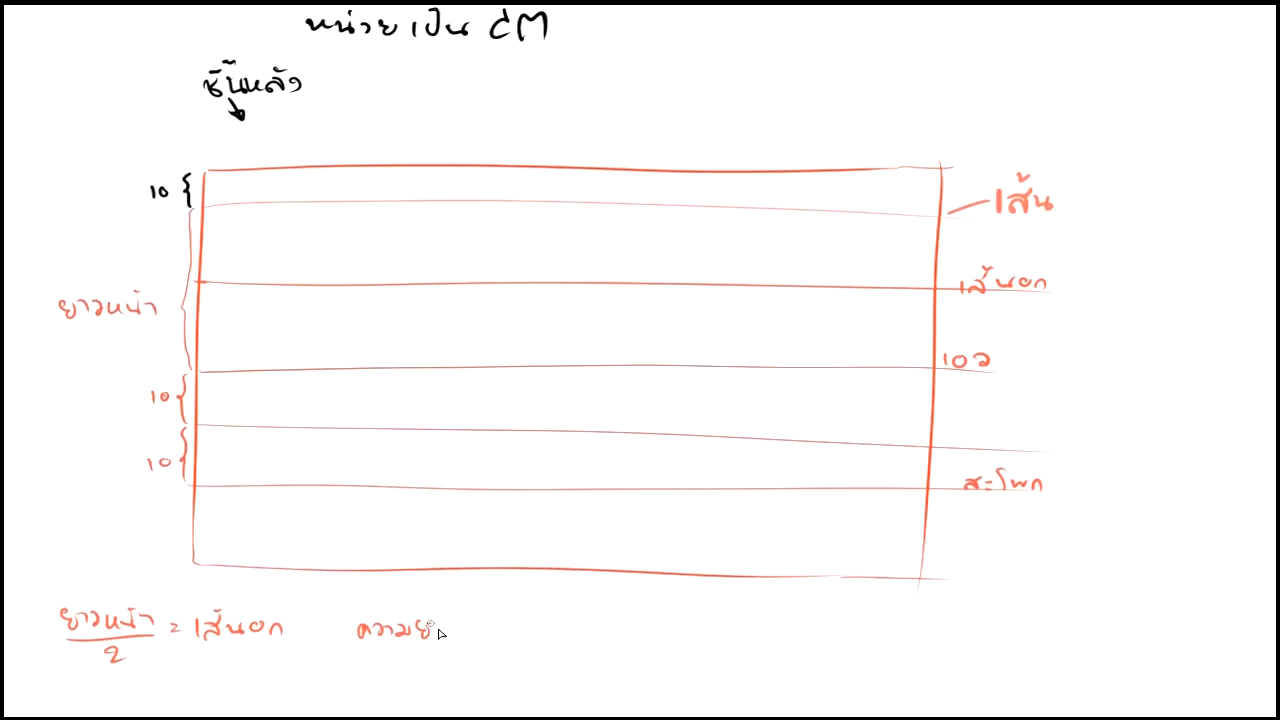 หน่วยเป็น CM
ชิ้นหลัง
10
1เส้น
เส้นอก
ยาวหน้า
เอว
10
10
สะโพก
ยาวหน้า
2
= เส้นอก
ความย